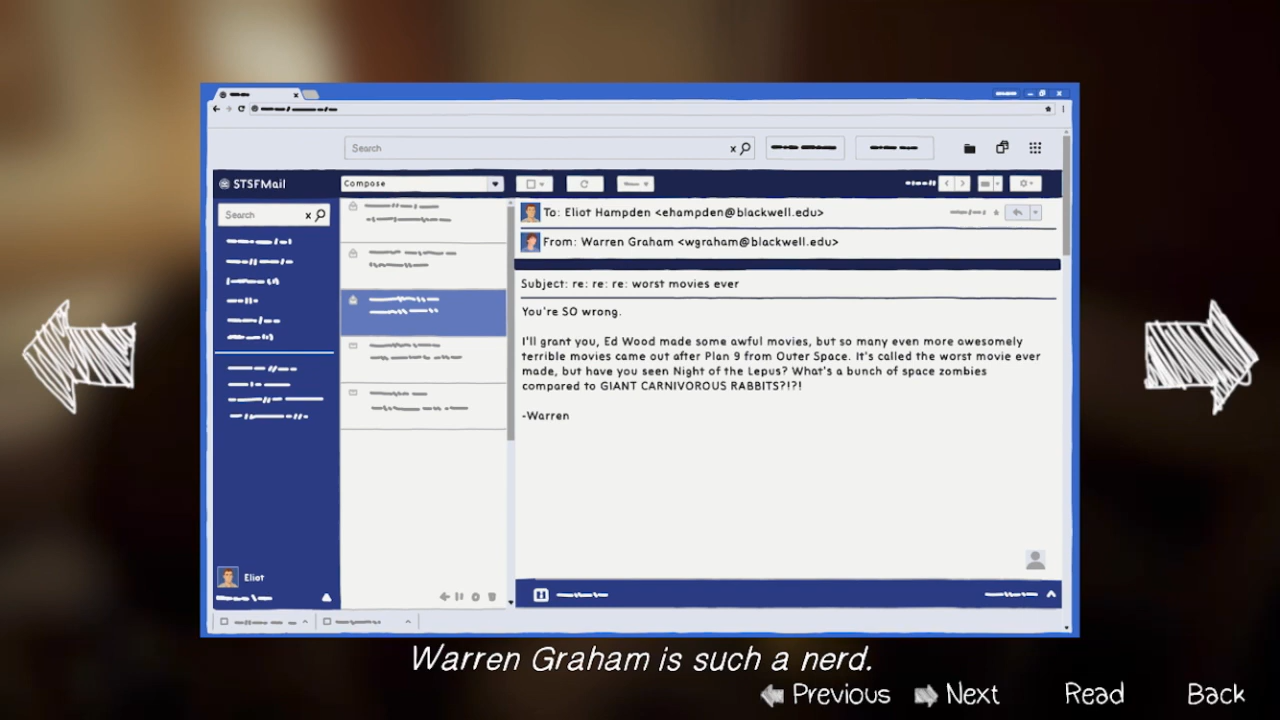 Search
STSFMail
Compose
Search
To: Eliot Hampden <ehampden@blackwell.edu>
From: Warren Graham <wgraham@blackwell.edu>
Subject: re: re: re: worst movies ever
You're SO wrong.
I'll grant you, Ed Wood made some awful movies, but so many even more awesomely
terrible movies came out after Plan 9 from Outer Space. It's called the worst movie ever
made, but have you seen Night of the Lepus? What's a bunch of space zombies
compared to GIANT CARNIVOROUS RABBITS?!?!
-Warren
Eliot
Warren Graham is such a nerd.
Previous
Next
Read
Back